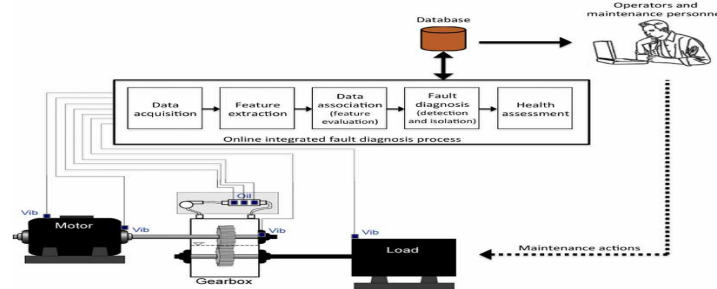 Operators and
maintenance personne
Database
Data
acquisition
Feature
extraction
Data
association
(feature
evaluation)
Fault
diagnosis
(detection
and isolation)
Health
assessment
Online integrated fault diagnosis process
Oil
Vib
Motor
Vib
Vib
Vib
Load
Maintenance actions
Gearbox